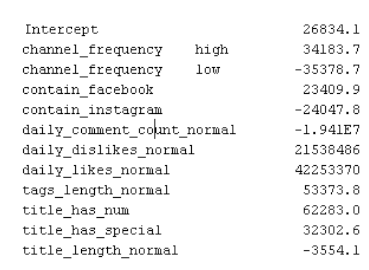 Intercept 26834.1
channel_frequency high 34183.7
channel_frequency low -35378.7
contain_facebook 23409.9
contain_instagram -24047.8
daily_comment_count_normal -1.941E7
daily_dislikes_normal 21538486
daily_likes_normal 42253370
tags_length_normal 53373.8
title_has_num 62283.0
title_has_special 32302.6
title_length_normal -3554.1